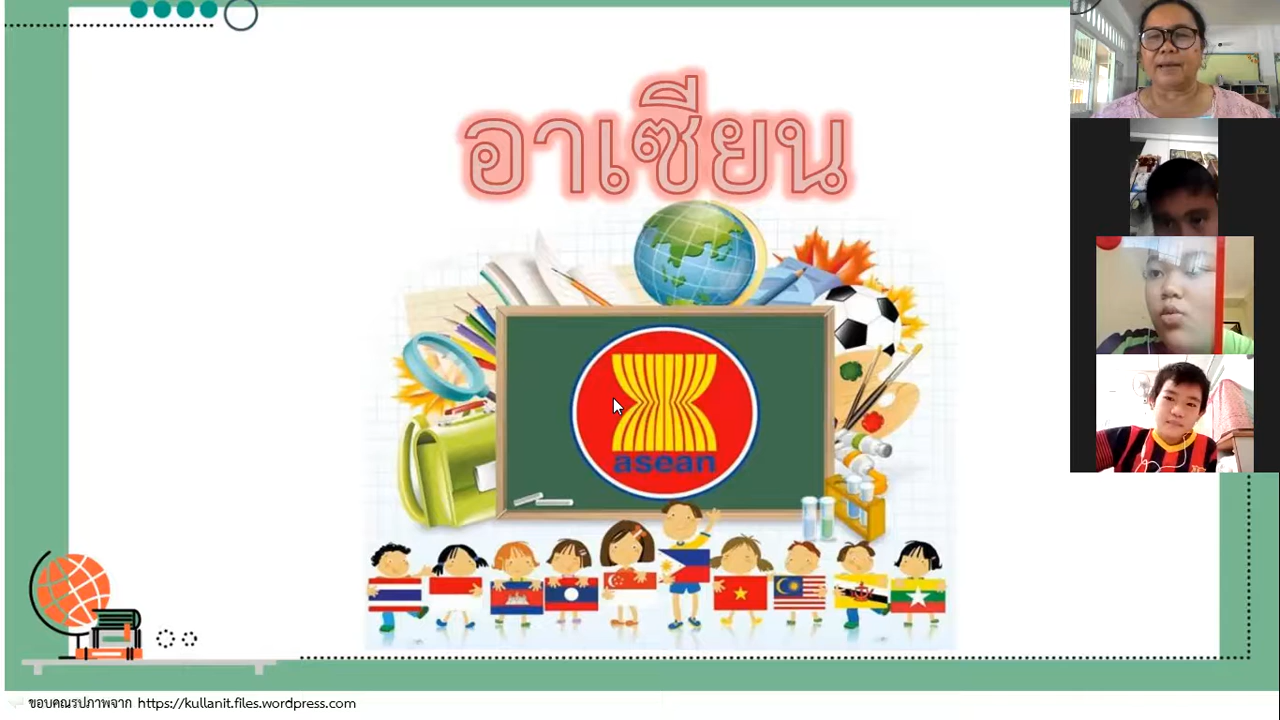 อาเซียน
asean
ขอบคุณรูปภาพจาก https://kullanit.files.wordpress.com